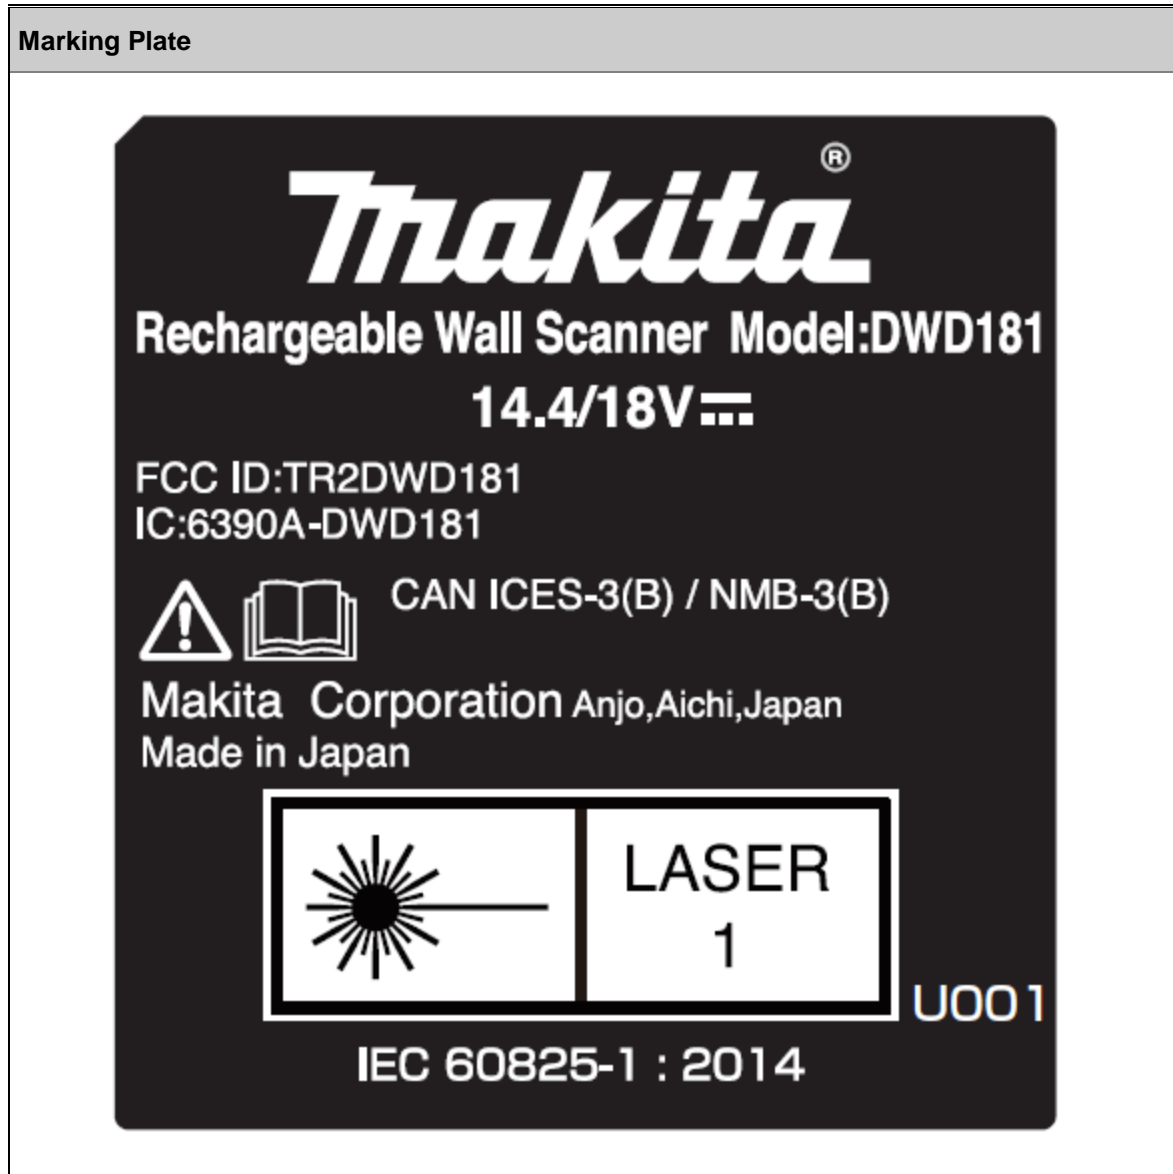 Marking Plate
Makita®
Rechargeable Wall Scanner Model:DWD181
14.4/18V
FCC ID:TR2DWD181
IC:6390A-DWD181
CAN ICES-3(B) / NMB-3(B)
Makita Corporation Anjo,Aichi,Japan
Made in Japan
LASER
1
U001
IEC 60825-1 : 2014